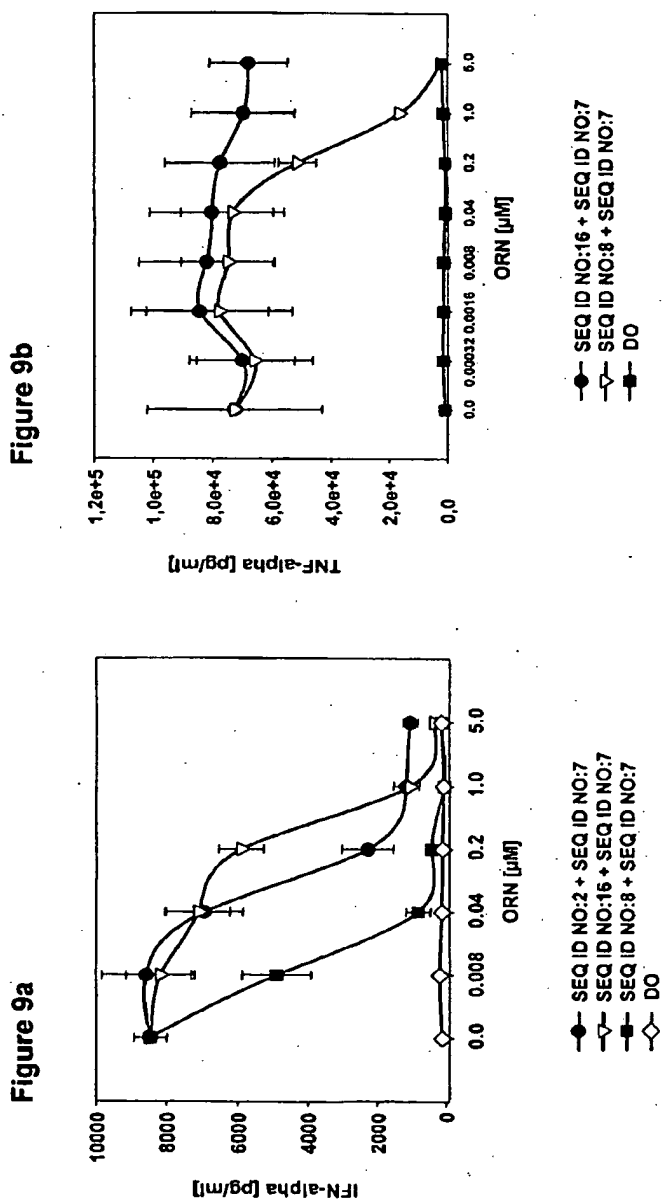 Figure 9a
IFN-alpha [pg/ml]
10000
8000
6000
4000
2000
0
0.0 0.008 0.04 0.2 1.0 5.0
ORN [µM]
SEQ ID NO:2 + SEQ ID NO:7
SEQ ID NO:16 + SEQ ID NO:7
SEQ ID NO:8 + SEQ ID NO:7
DO
Figure 9b
TNF-alpha [pg/ml]
1,2e+5
1,0e+5
8,0e+4
6,0e+4
4,0e+4
2,0e+4
0,0
0.0 0.00032 0.0016 0.008 0.04 0.2 1.0 5.0
ORN [µM]
SEQ ID NO:16 + SEQ ID NO:7
SEQ ID NO:8 + SEQ ID NO:7
DO